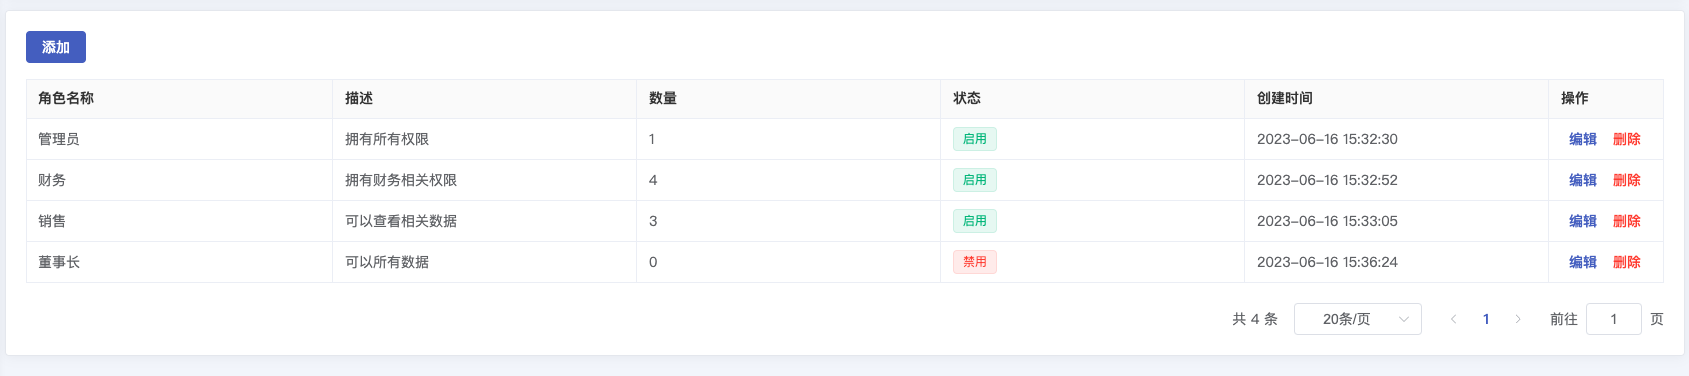 添加
角色名称 描述 数量 状态 创建时间 操作
管理员 拥有所有权限 1 启用 2023-06-16 15:32:30 编辑 删除
财务 拥有财务相关权限 4 启用 2023-06-16 15:32:52 编辑 删除
销售 可以查看相关数据 3 启用 2023-06-16 15:33:05 编辑 删除
董事长 可以所有数据 0 禁用 2023-06-16 15:36:24 编辑 删除
共 4 条 20条/页 1 前往 1 页